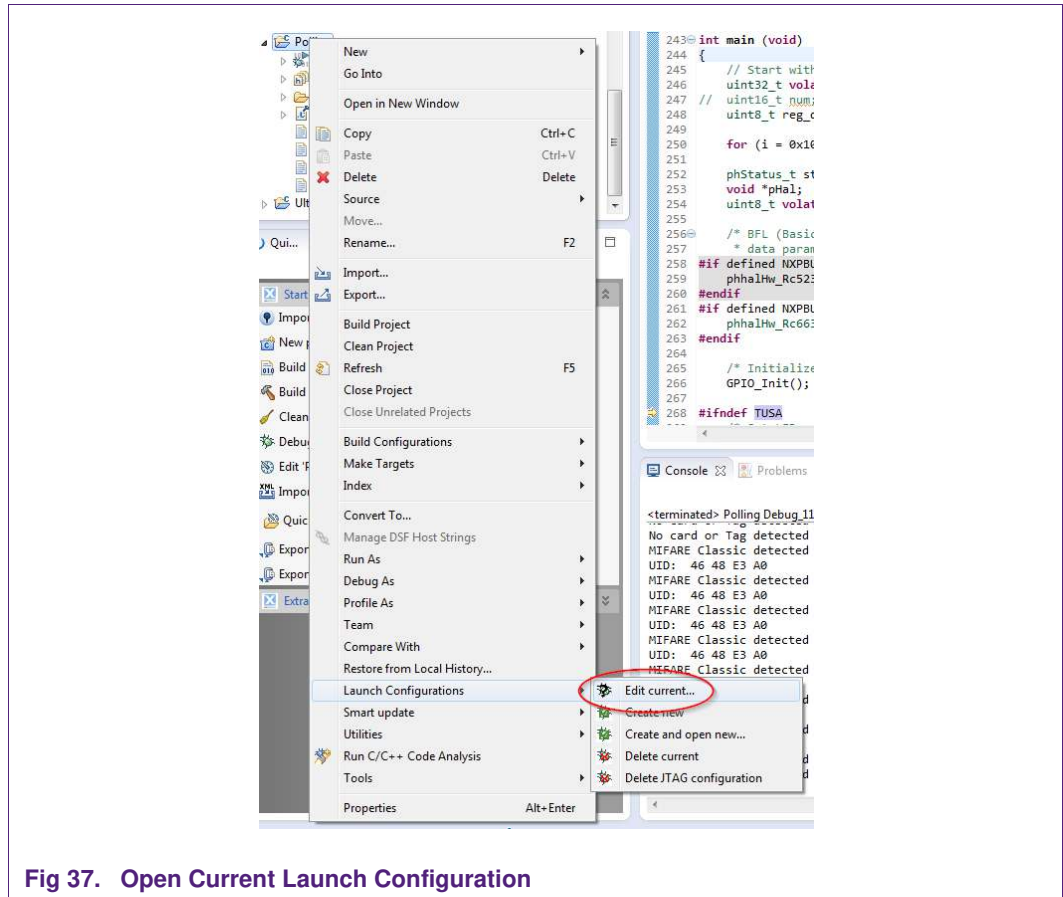 Po
New
Go Into
Open in New Window
Copy Ctrl+C
Paste Ctrl+V
Delete Delete
Source
Move...
Rename... F2
Import...
Export...
Build Project
Clean Project
Refresh F5
Close Project
Close Unrelated Projects
Build Configurations
Make Targets
Index
Convert To...
Manage DSF Host Strings
Run As
Debug As
Profile As
Team
Compare With
Restore from Local History...
Launch Configurations
Smart update
Utilities
Run C/C++ Code Analysis
Tools
Properties Alt+Enter
Edit current...
Create new
Create and open new...
Delete current
Delete JTAG configuration
Ult
Qui...
Start
Impo
New p
Build
Build
Clean
Debu
Edit 'P
Impo
Quic
Expor
Expor
Extra
243 int main (void)
244 {
245 // Start with
246 uint32_t vola
247 // uint16_t num;
248 uint8_t reg_
249
250 for (i = 0x10
251
252 phStatus_t st
253 void *pHal;
254 uint8_t volat
255
256 /* BFL (Basic
257 * data param
258 #if defined NXPBU
259 phhalHw_Rc523
260 #endif
261 #if defined NXPBU
262 phhalHw_Rc663
263 #endif
264
265 /* Initialize
266 GPIO_Init();
267
268 #ifndef TUSA
Console Problems
<terminated> Polling Debug_11
No card or Tag detected
No card or Tag detected
MIFARE Classic detected
UID: 46 48 E3 A0
MIFARE Classic detected
UID: 46 48 E3 A0
MIFARE Classic detected
UID: 46 48 E3 A0
MIFARE Classic detected
UID: 46 48 E3 A0
MIFARE Classic detected
d
d
d
d
Fig 37. Open Current Launch Configuration